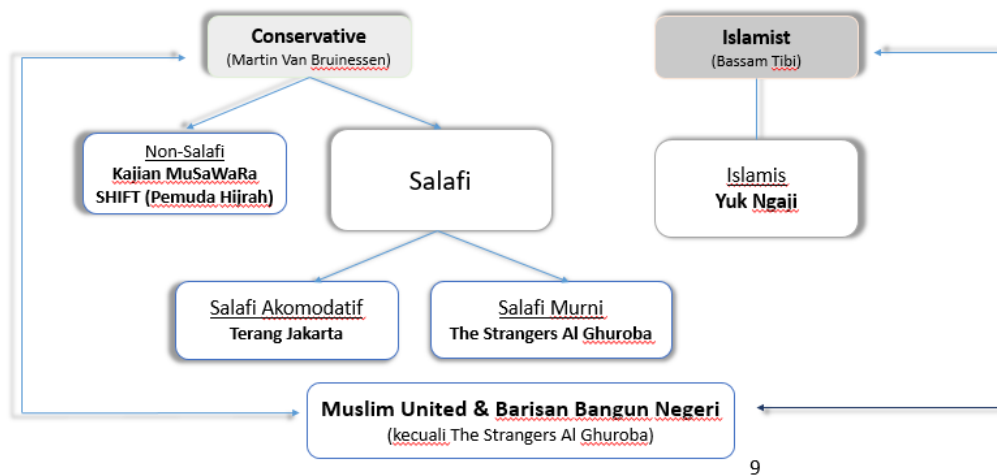 Conservative
(Martin Van Bruinessen)
Islamist
(Bassam Tibi)
Non-Salafi
Kajian MuSaWaRa
SHIFT (Pemuda Hijrah)
Salafi
Islamis
Yuk Ngaji
Salafi Akomodatif
Terang Jakarta
Salafi Murni
The Strangers Al Ghuroba
Muslim United & Barisan Bangun Negeri
(kecuali The Strangers Al Ghuroba)
9